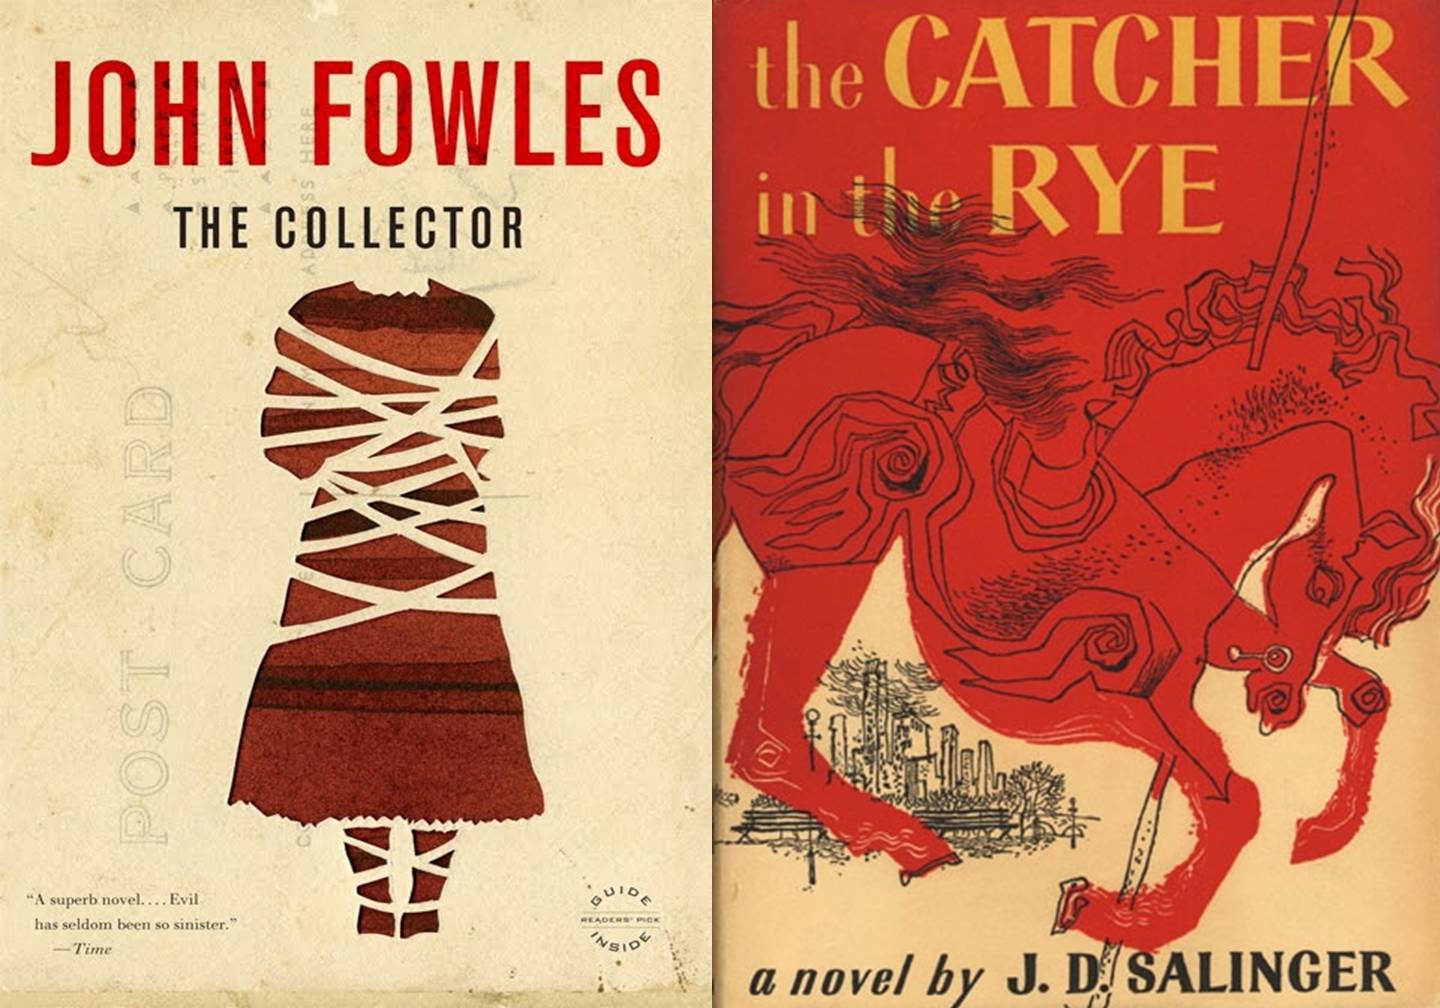 JOHN FOWLES
THE COLLECTOR
POST CARD
“A superb novel. . . . Evil
has seldom been so sinister.”
—Time
GUIDE
READERS' PICK
INSIDE
the CATCHER
in the RYE
a novel by J. D. SALINGER